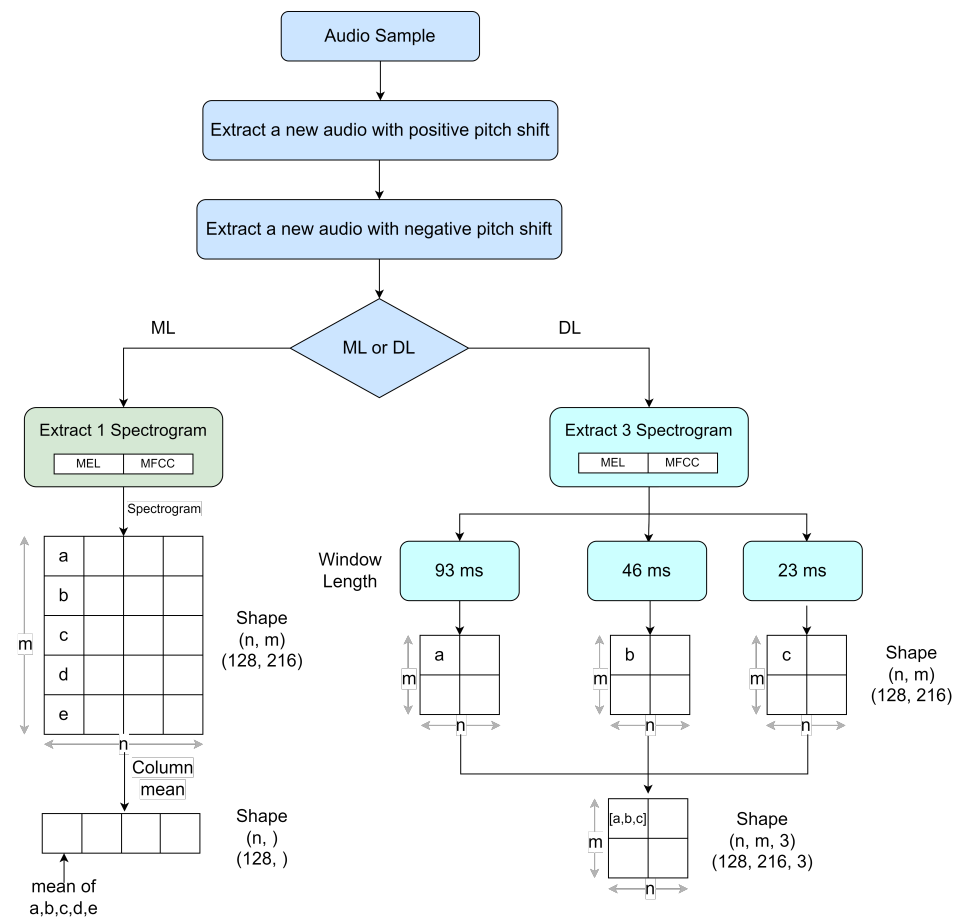 Audio Sample
Extract a new audio with positive pitch shift
Extract a new audio with negative pitch shift
ML
DL
ML or DL
Extract 1 Spectrogram
MEL
MFCC
Extract 3 Spectrogram
MEL
MFCC
Spectrogram
Window
Length
93 ms
46 ms
23 ms
a
b
c
d
e
m
n
Shape
(n, m)
(128, 216)
a
m
n
b
m
n
c
m
n
Shape
(n, m)
(128, 216)
Column
mean
Shape
(n, )
(128, )
mean of
a,b,c,d,e
[a,b,c]
m
n
Shape
(n, m, 3)
(128, 216, 3)